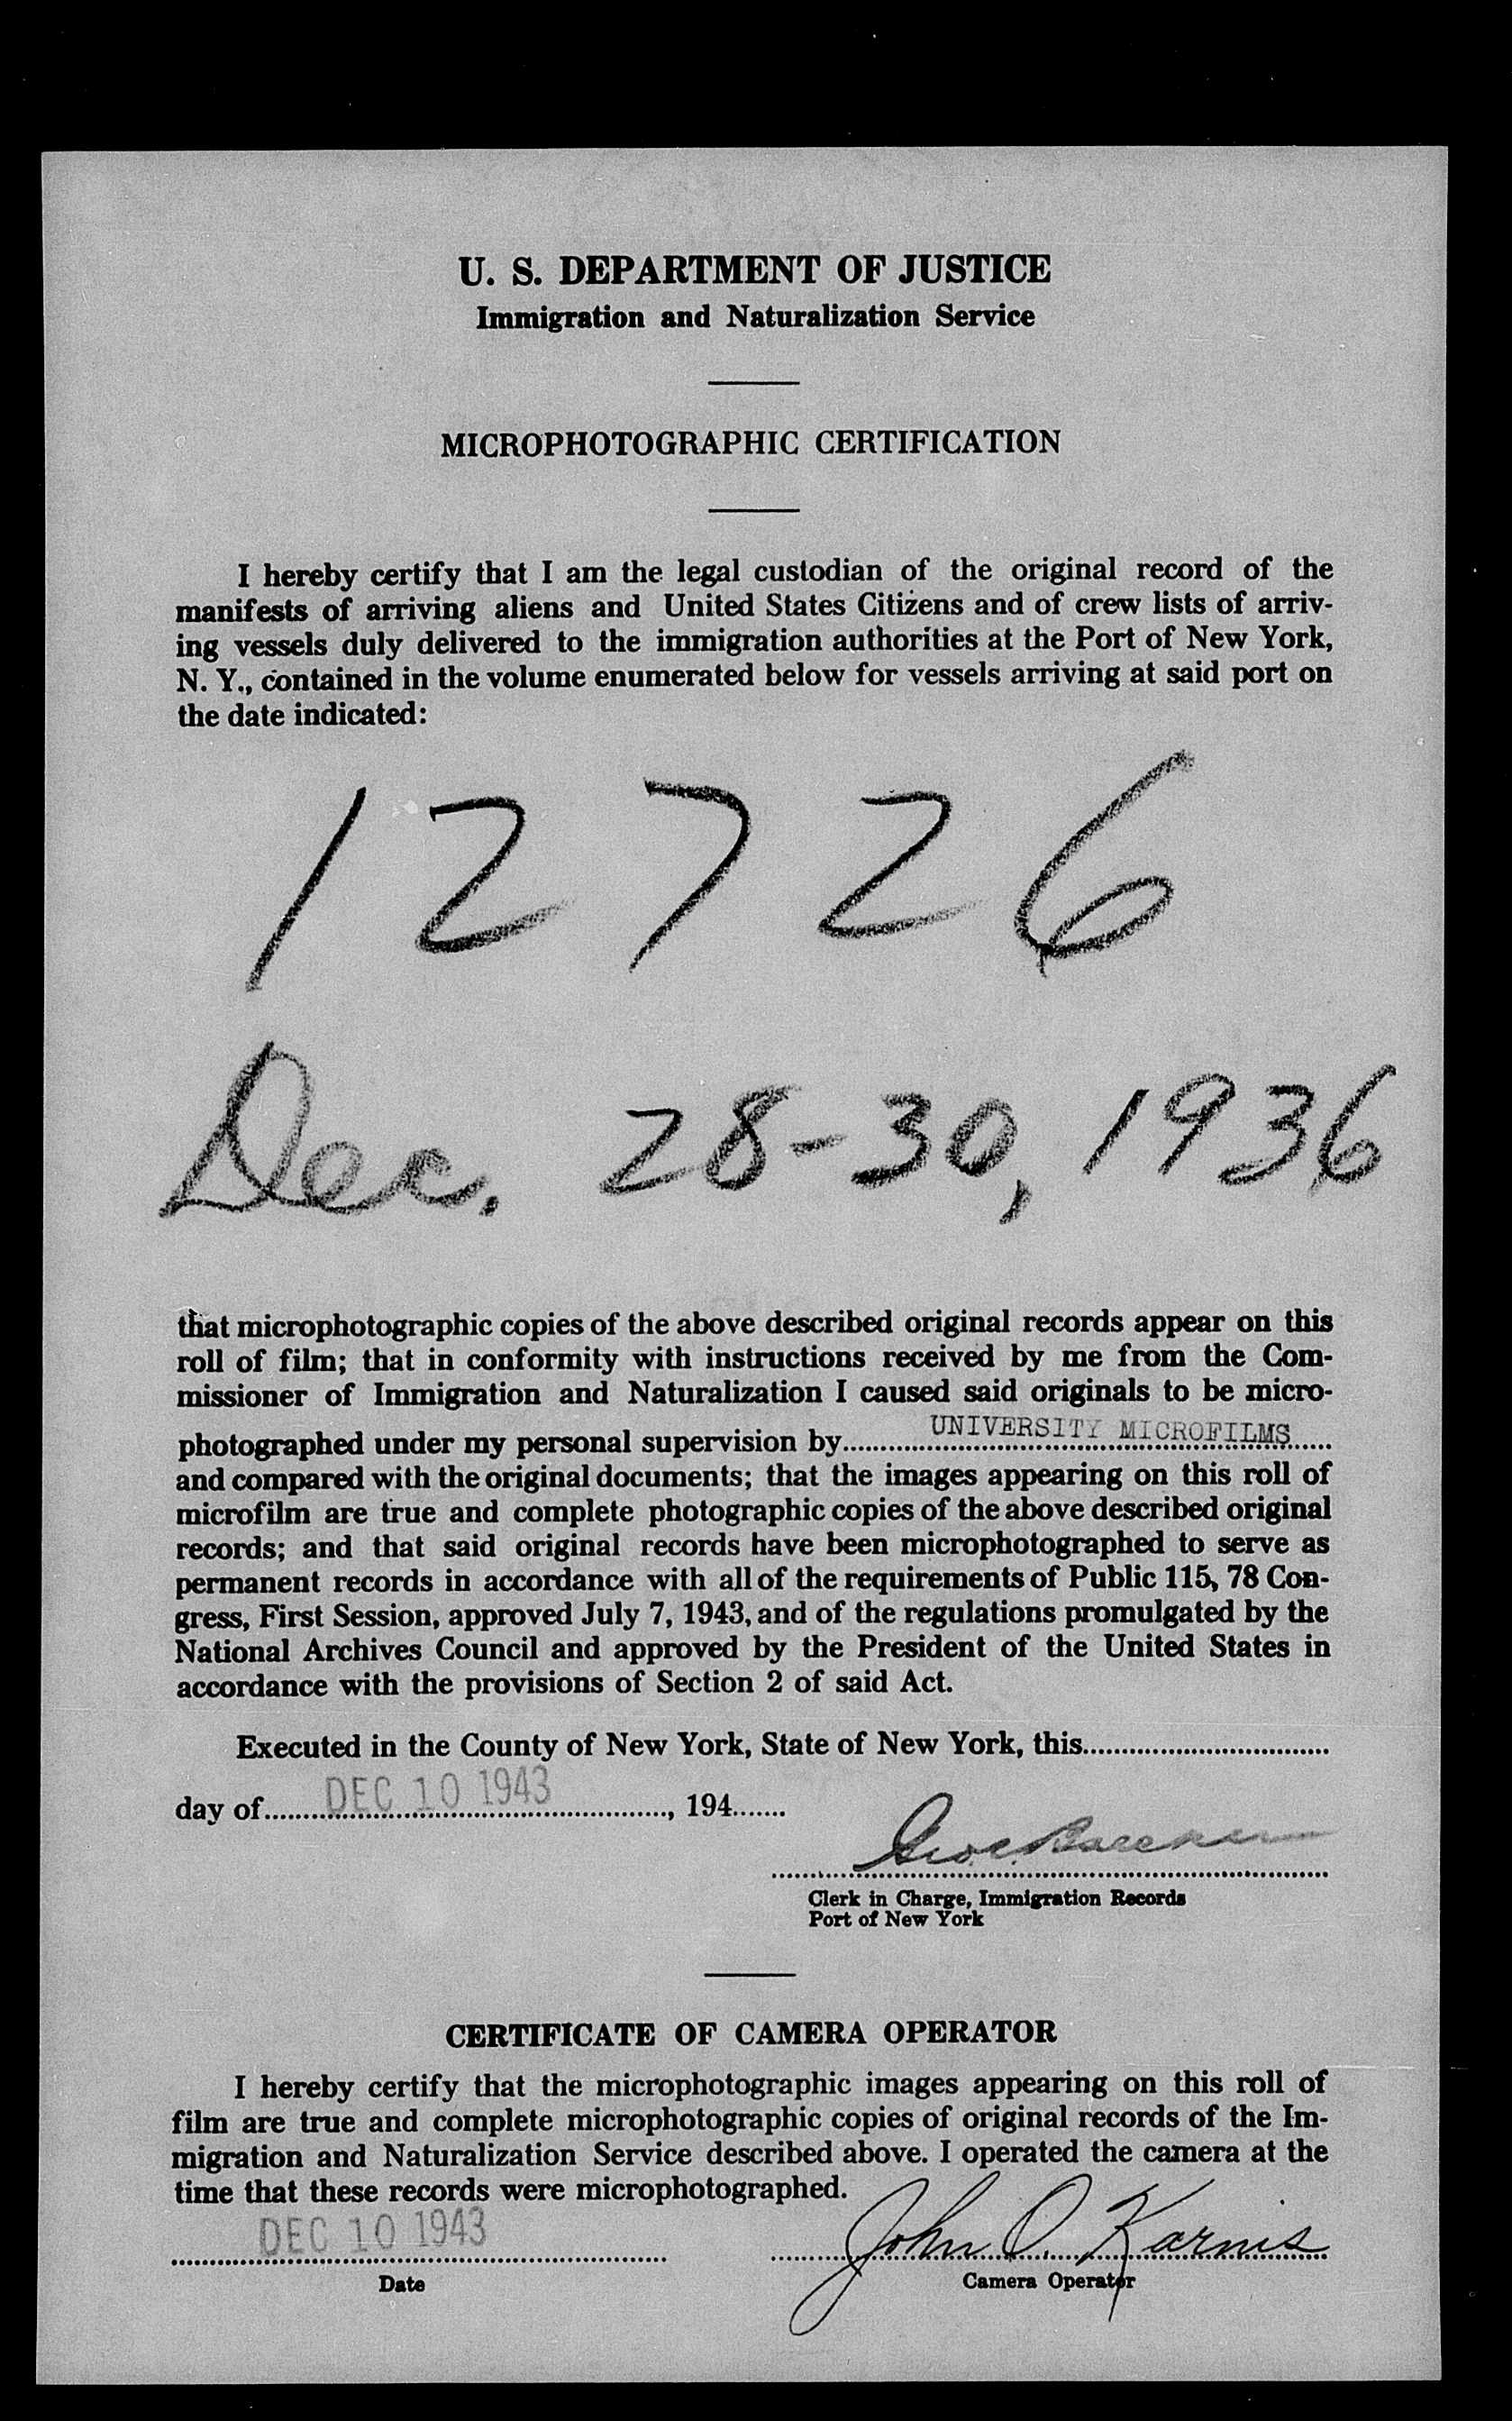 U. S. DEPARTMENT OF JUSTICE
Immigration and Naturalization Service
MICROPHOTOGRAPHIC CERTIFICATION
I hereby certify that I am the legal custodian of the original record of the
manifests of arriving aliens and United States Citizens and of crew lists of arriv-
ing vessels duly delivered to the immigration authorities at the Port of New York,
N. Y., contained in the volume enumerated below for vessels arriving at said port on
the date indicated:
12726
Dec. 28-30, 1936
that microphotographic copies of the above described original records appear on this
roll of film; that in conformity with instructions received by me from the Com-
missioner of Immigration and Naturalization I caused said originals to be micro-
photographed under my personal supervision by UNIVERSITY MICROFILMS
and compared with the original documents; that the images appearing on this roll of
microfilm are true and complete photographic copies of the above described original
records; and that said original records have been microphotographed to serve as
permanent records in accordance with all of the requirements of Public 115, 78 Con-
gress, First Session, approved July 7, 1943, and of the regulations promulgated by the
National Archives Council and approved by the President of the United States in
accordance with the provisions of Section 2 of said Act.
Executed in the County of New York, State of New York, this
day of DEC 10 1943, 194
Clerk in Charge, Immigration Records
Port of New York
CERTIFICATE OF CAMERA OPERATOR
I hereby certify that the microphotographic images appearing on this roll of
film are true and complete microphotographic copies of original records of the Im-
migration and Naturalization Service described above. I operated the camera at the
time that these records were microphotographed.
DEC 10 1943 John O. Karnis
Date Camera Operator